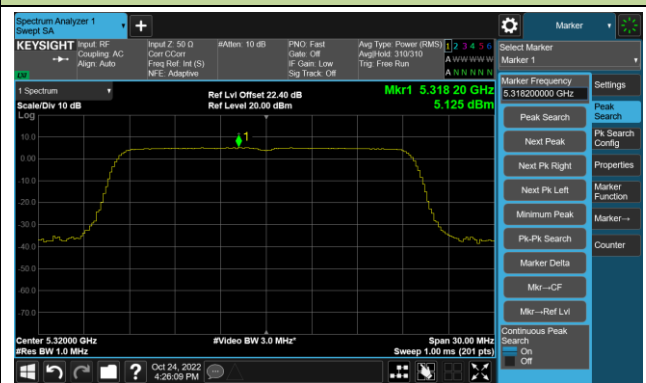 Spectrum Analyzer 1
Swept SA
+
Marker
KEYSIGHT
Input: RF
Coupling: AC
Align: Auto
Input Z: 50 Ω
Corr CCorr
Freq Ref: Int (S)
NFE: Adaptive
#Atten: 10 dB
PNO: Fast
Gate: Off
IF Gain: Low
Sig Track: Off
Avg Type: Power (RMS)
Avg|Hold: 310/310
Trig: Free Run
1 2 3 4 5 6
A W W W W W
A N N N N N
LXI
1 Spectrum
Scale/Div 10 dB
Log
Ref Lvl Offset 22.40 dB
Ref Level 20.00 dBm
Mkr1 5.318 20 GHz
5.125 dBm
1
10.0
0.00
-10.0
-20.0
-30.0
-40.0
-50.0
-60.0
-70.0
Center 5.32000 GHz
#Res BW 1.0 MHz
#Video BW 3.0 MHz*
Span 30.00 MHz
Sweep 1.00 ms (201 pts)
Select Marker
Marker 1
Marker Frequency
5.318200000 GHz
Peak Search
Next Peak
Next Pk Right
Next Pk Left
Minimum Peak
Pk-Pk Search
Marker Delta
Mkr→CF
Mkr→Ref Lvl
Continuous Peak
Search
On
Off
Settings
Peak
Search
Pk Search
Config
Properties
Marker
Function
Marker→
Counter
?
Oct 24, 2022
4:26:09 PM